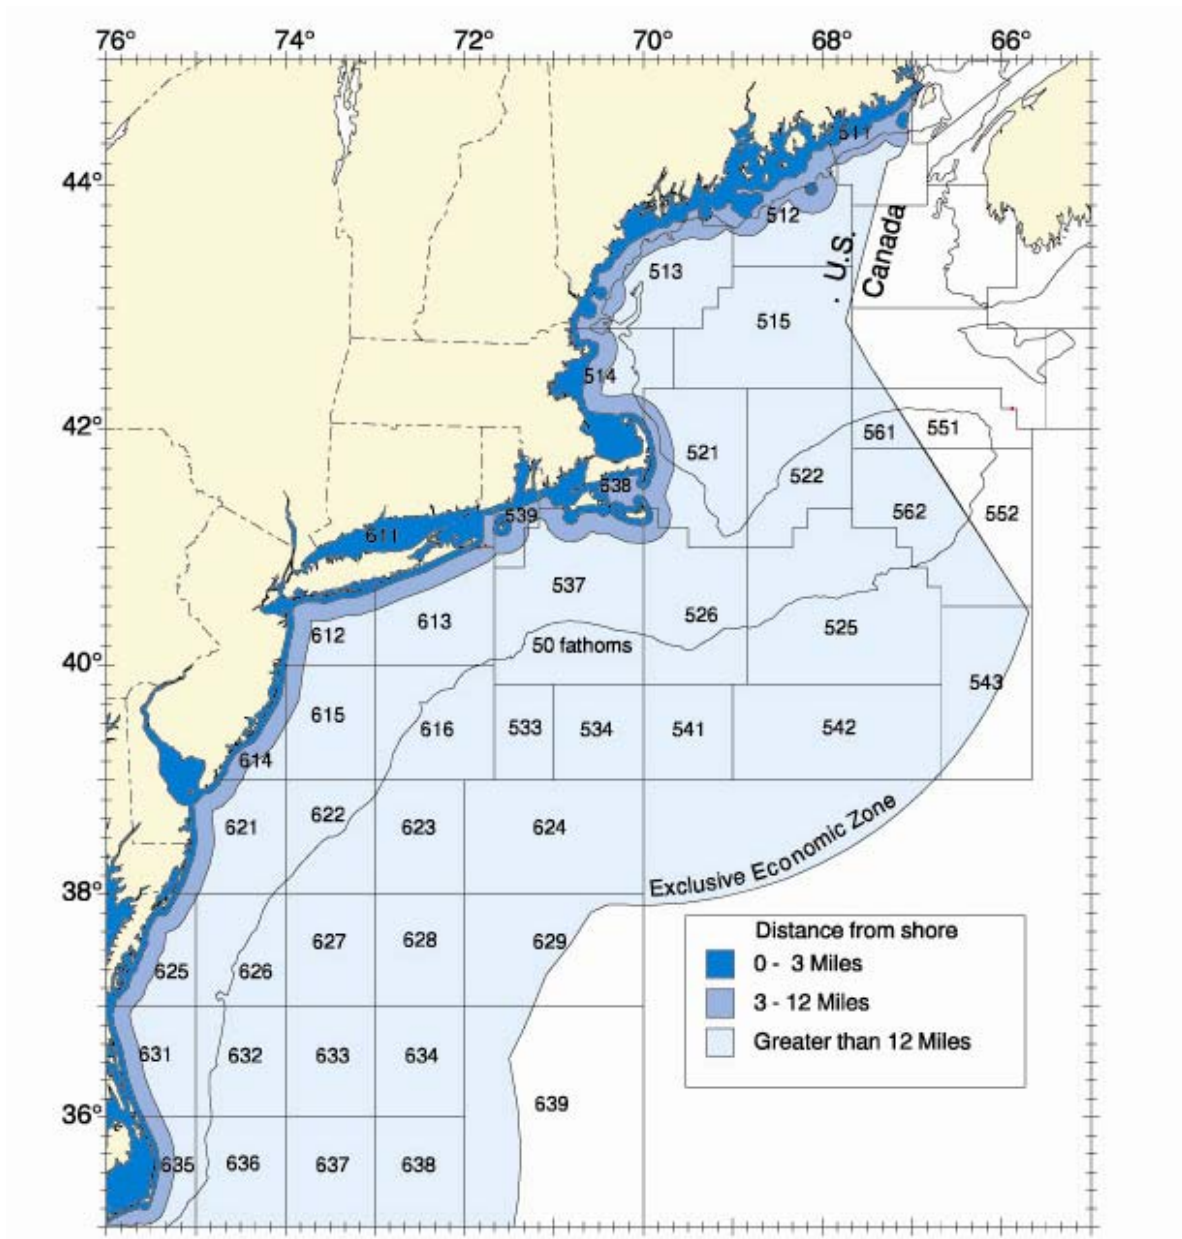 76° 74° 72° 70° 68° 66°
511
44°
512
U.S.
Canada
513
515
514
42°
561 551
521
522
538
562 552
539
611
537
613
526
612
525
50 fathoms
40°
543
615
616 533 534 541 542
614
622
621 623 624
Exclusive Economic Zone
38°
627 628 629
625 626
631 632 633 634
36°
639
635 636 637 638
Distance from shore
0 - 3 Miles
3 - 12 Miles
Greater than 12 Miles